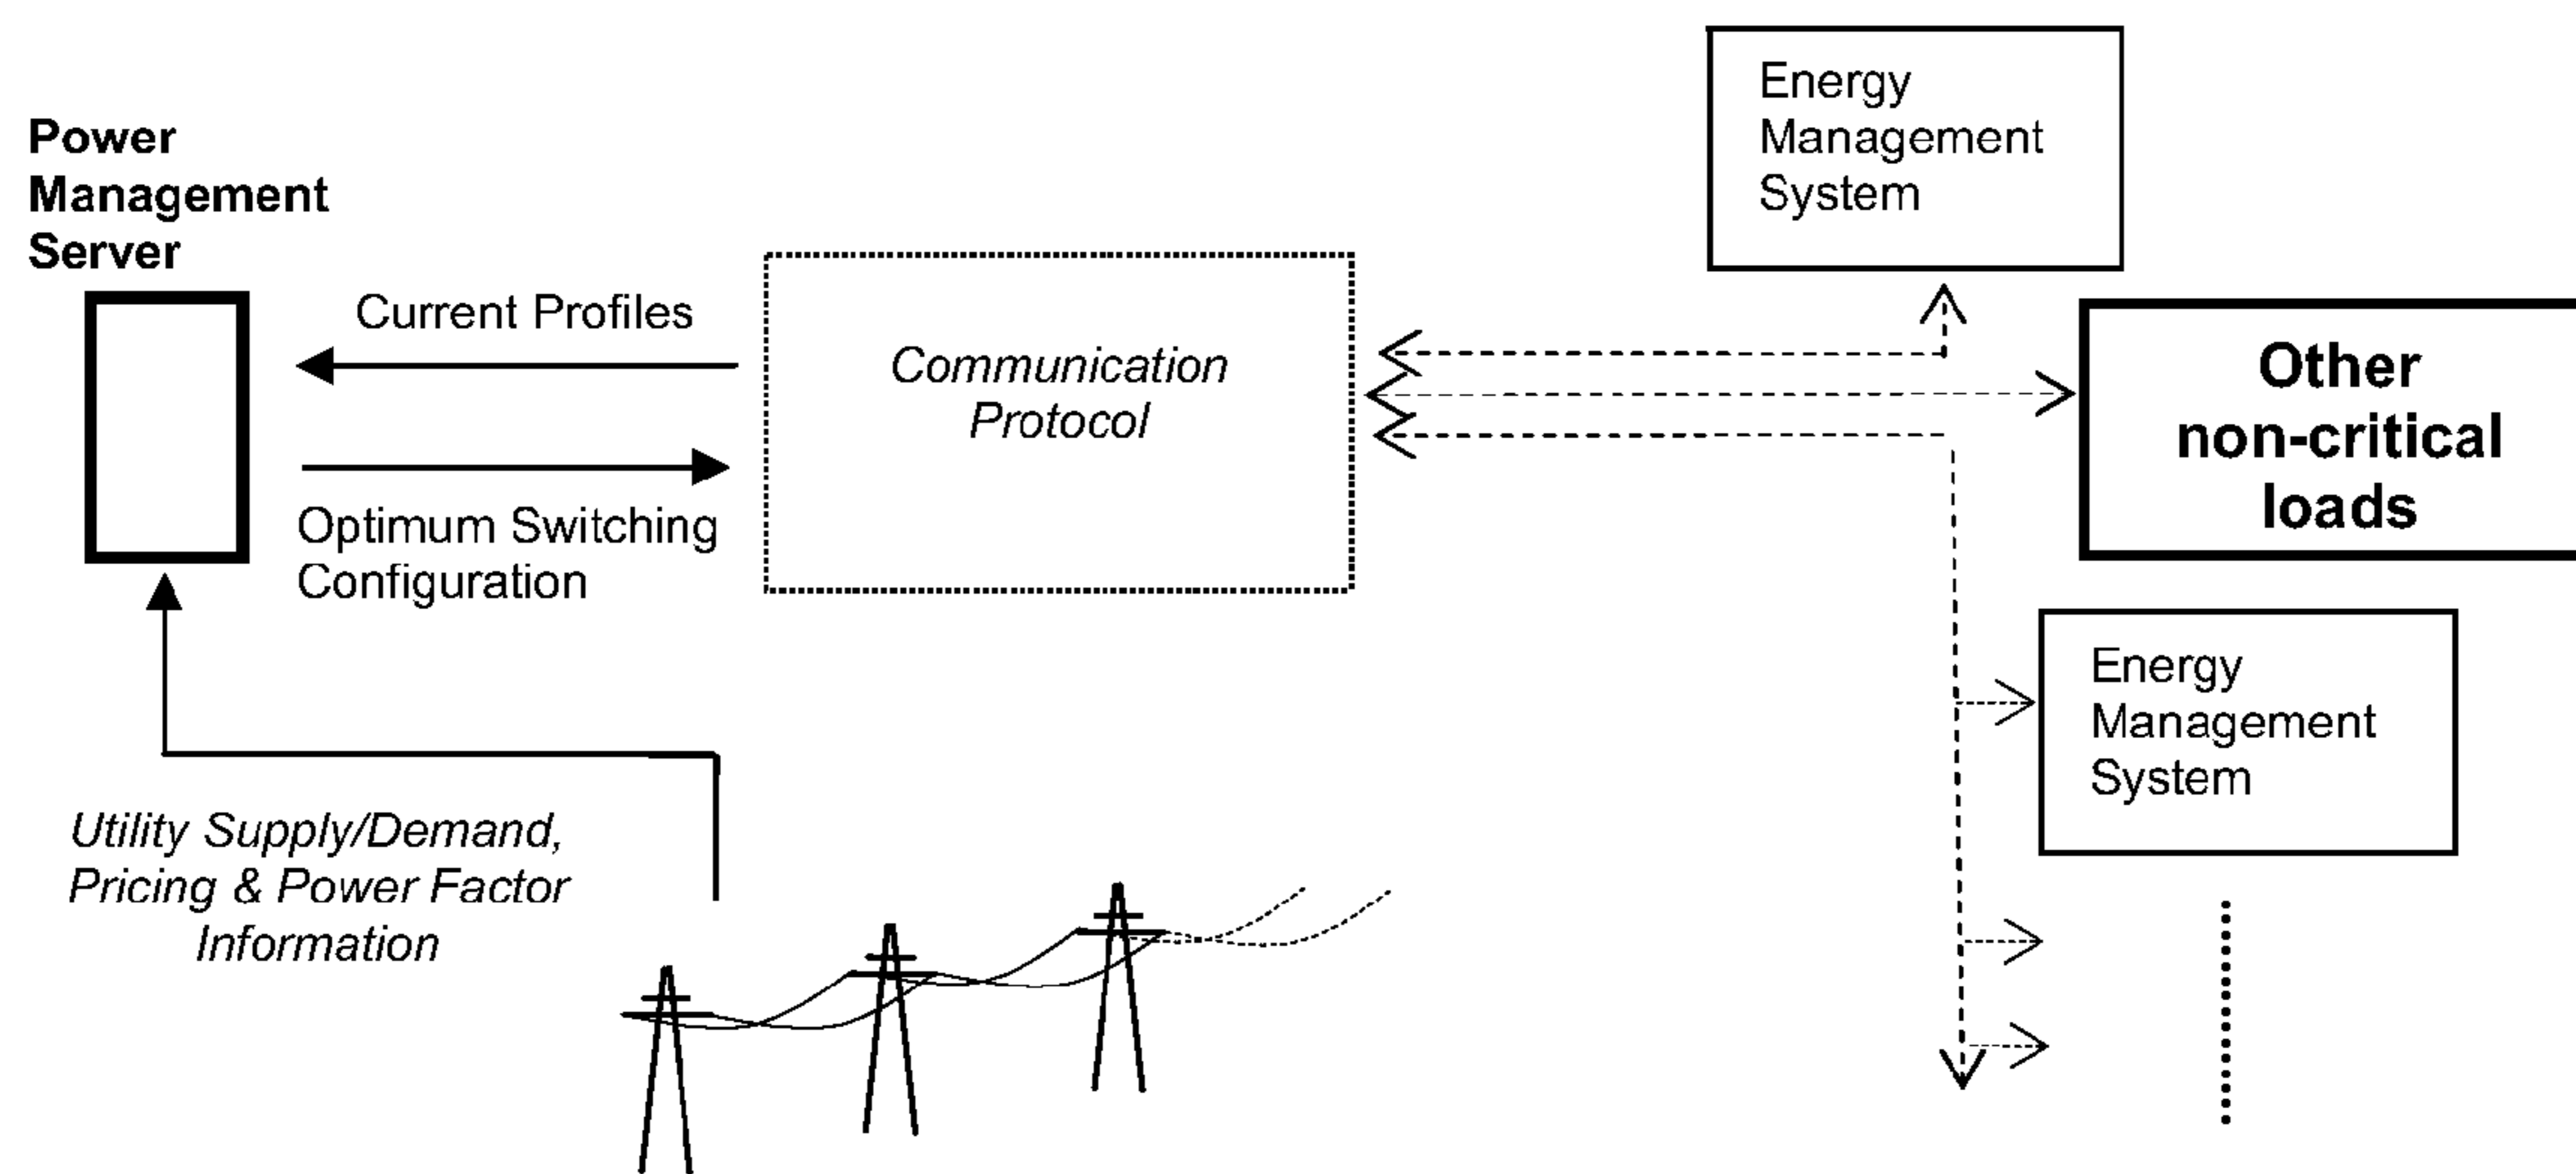 Power
Management
Server
Current Profiles
Optimum Switching
Configuration
Communication
Protocol
Energy
Management
System
Other
non-critical
loads
Energy
Management
System
Utility Supply/Demand,
Pricing & Power Factor
Information